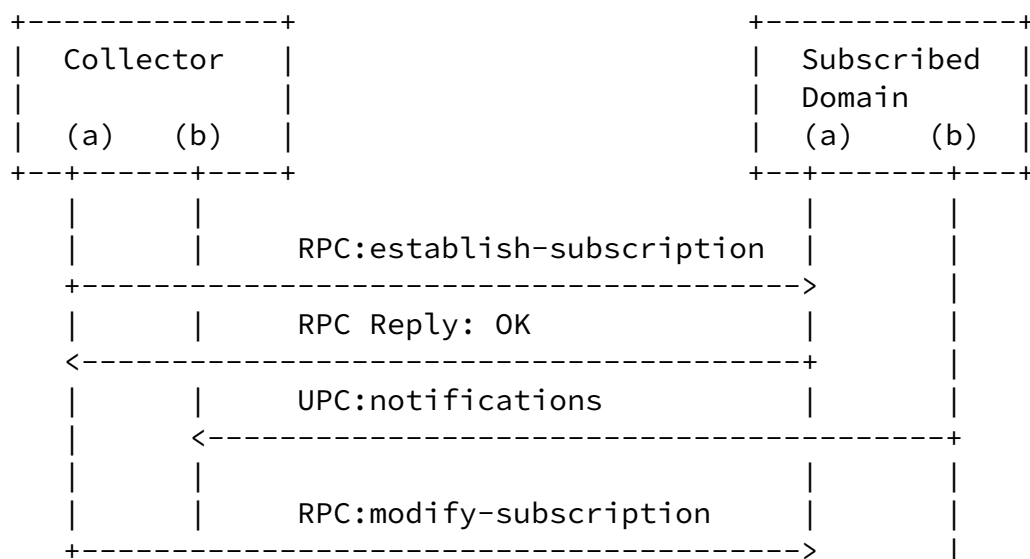 Collector
Subscribed
Domain
(a) (b)
(a) (b)
RPC:establish-subscription
RPC Reply: OK
UPC:notifications
RPC:modify-subscription